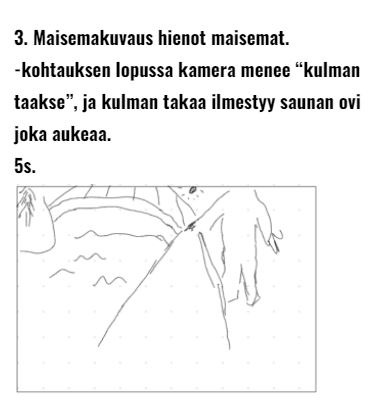 3. Maisemakuvaus hienot maisemat.
-kohtauksen lopussa kamera menee “kulman
taakse”, ja kulman takaa ilmestyy saunan ovi
joka aukeaa.
5s.